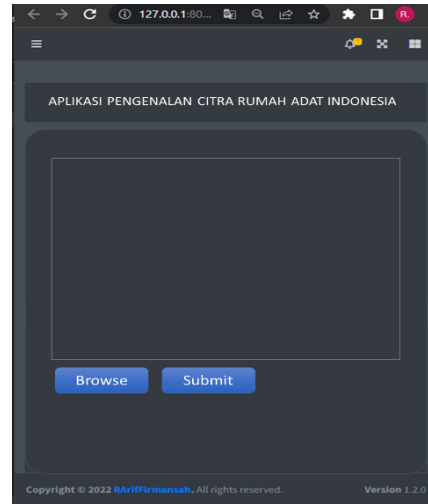 127.0.0.1:80...
R.
APLIKASI PENGENALAN CITRA RUMAH ADAT INDONESIA
Browse Submit
Copyright © 2022 RArifFirmansah. All rights reserved. Version 1.2.0